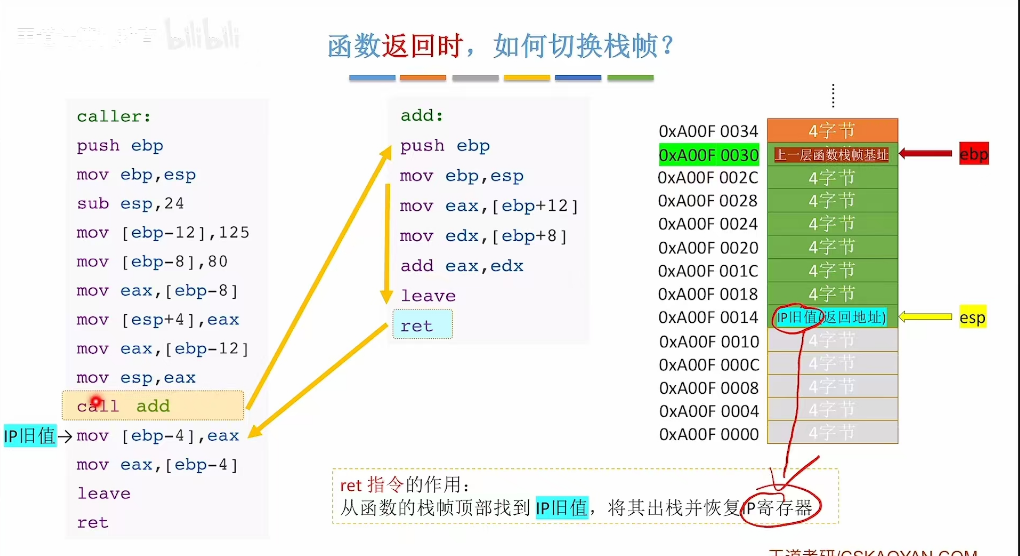 bilibili
函数返回时，如何切换栈帧？
caller:
push ebp
mov ebp,esp
sub esp,24
mov [ebp-12],125
mov [ebp-8],80
mov eax,[ebp-8]
mov [esp+4],eax
mov eax,[ebp-12]
mov esp,eax
call add
IP旧值→mov [ebp-4],eax
mov eax,[ebp-4]
leave
ret
add:
push ebp
mov ebp,esp
mov eax,[ebp+12]
mov edx,[ebp+8]
add eax,edx
leave
ret
0xA00F 0034 4字节
0xA00F 0030 上一层函数栈帧基址 ebp
0xA00F 002C 4字节
0xA00F 0028 4字节
0xA00F 0024 4字节
0xA00F 0020 4字节
0xA00F 001C 4字节
0xA00F 0018 4字节
0xA00F 0014 IP旧值(返回地址) esp
0xA00F 0010 4字节
0xA00F 000C 4字节
0xA00F 0008 4字节
0xA00F 0004 4字节
0xA00F 0000 4字节
ret 指令的作用：
从函数的栈帧顶部找到 IP旧值，将其出栈并恢复IP寄存器
王道考研/CSKAOYAN.COM